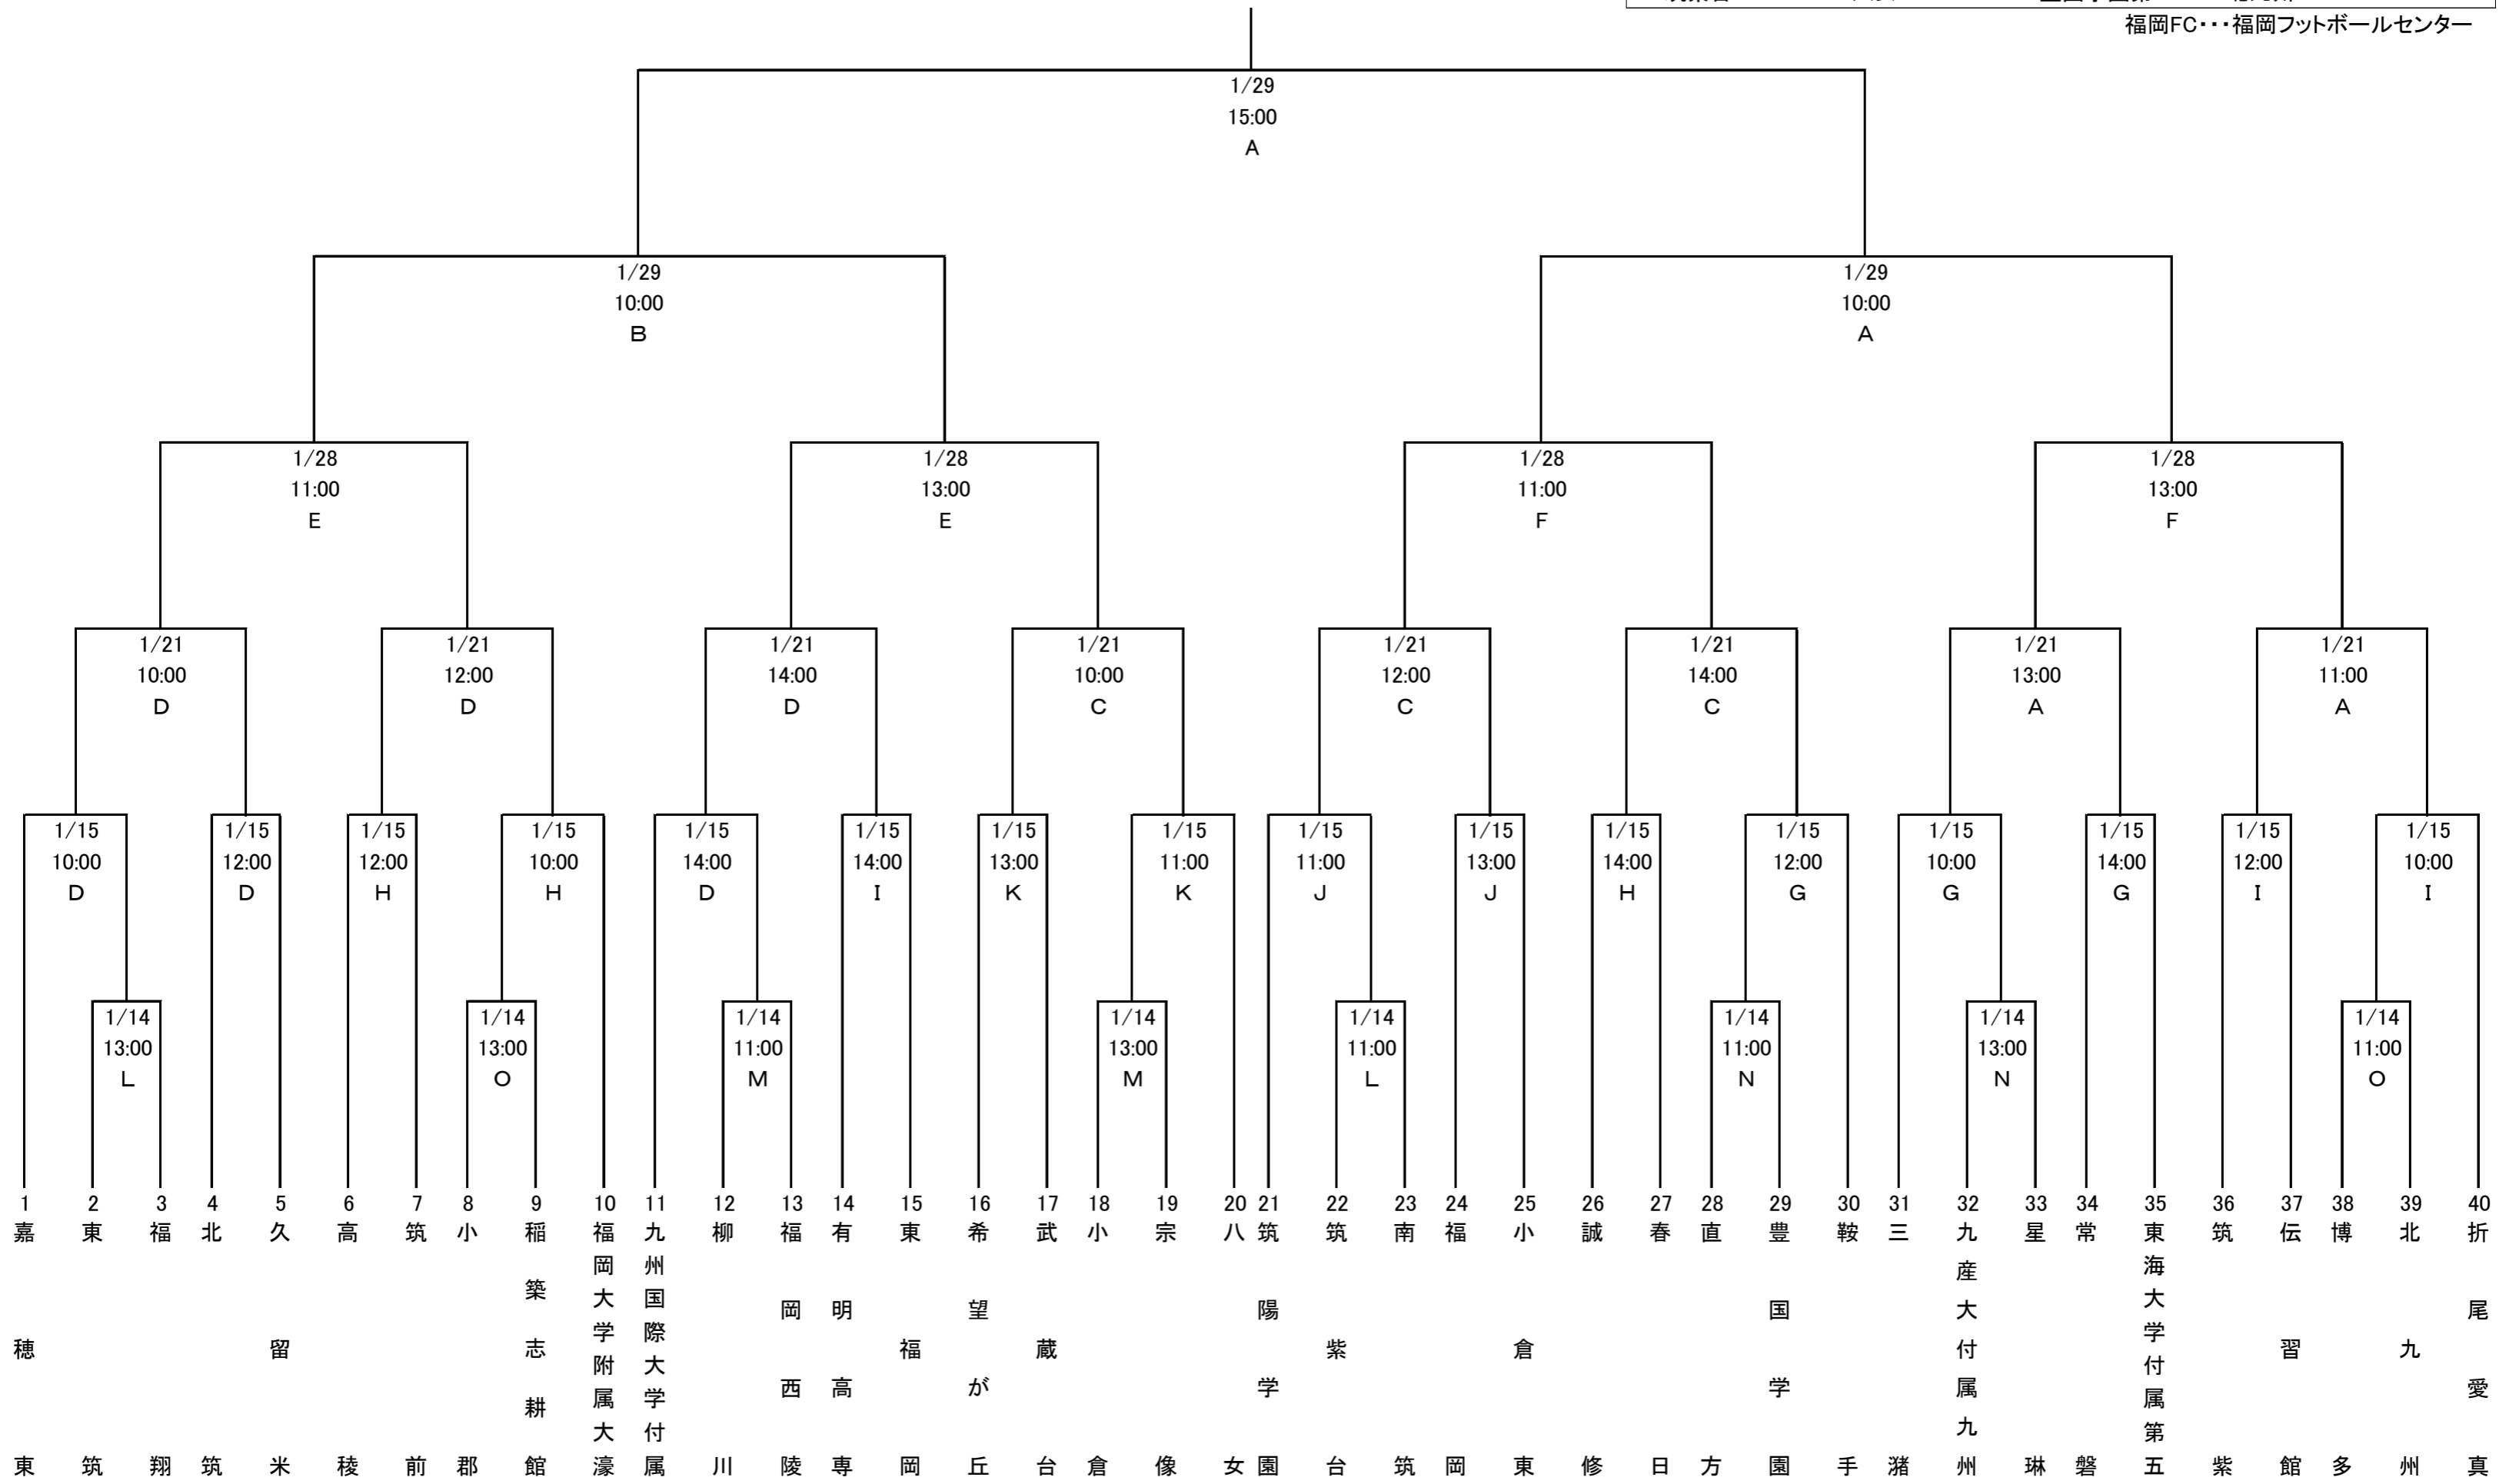 福岡FC・・・福岡フットボールセンター
1/29
15:00
A
1/29
10:00
B
1/29
10:00
A
1/28
11:00
E
1/28
13:00
E
1/28
11:00
F
1/28
13:00
F
1/21
10:00
D
1/21
12:00
D
1/21
14:00
D
1/21
10:00
C
1/21
12:00
C
1/21
14:00
C
1/21
13:00
A
1/21
11:00
A
1/15
10:00
D
1/15
12:00
D
1/15
12:00
H
1/15
10:00
H
1/15
14:00
D
1/15
14:00
I
1/15
13:00
K
1/15
11:00
K
1/15
11:00
J
1/15
13:00
J
1/15
14:00
H
1/15
12:00
G
1/15
10:00
G
1/15
14:00
G
1/15
12:00
I
1/15
10:00
I
1/14
13:00
L
1/14
13:00
O
1/14
11:00
M
1/14
13:00
M
1/14
11:00
L
1/14
11:00
N
1/14
13:00
N
1/14
11:00
O
1 嘉穂東
2 東筑
3 福翔
4 北筑
5 久留米
6 高稜
7 筑前
8 小郡
9 稲築志耕館
10 福岡大学附属大濠
11 九州国際大学付属
12 柳川
13 福岡西陵
14 有明高専
15 東福岡
16 希望が丘
17 武蔵台
18 小倉
19 宗像
20 八女
21 筑陽学園
22 筑紫台
23 南筑
24 福岡
25 小倉東
26 誠修
27 春日
28 直方
29 豊国学園
30 鞍手
31 三潴
32 九産大付属九州
33 星琳
34 常磐
35 東海大学付属第五
36 筑紫
37 伝習館
38 博多
39 北九州
40 折尾愛真